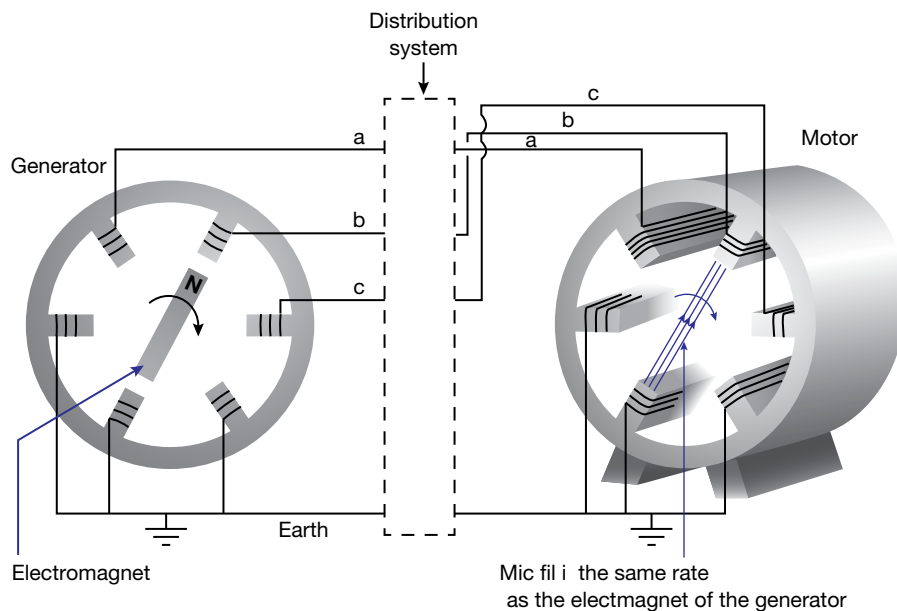 Distribution
system
c
b
a
a
Motor
Generator
b
N
c
Earth
Electromagnet
Mic fil i the same rate
as the electmagnet of the generator